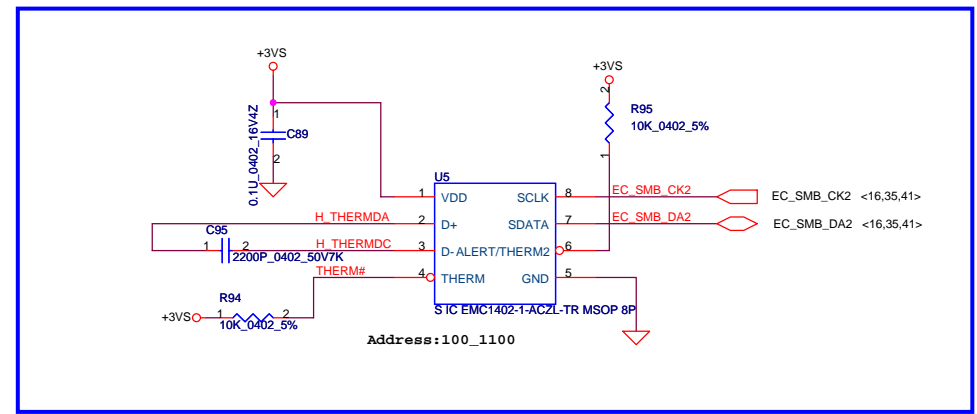 +3VS
+3VS
2
R95
10K_0402_5%
1
1
C89
2
0.1U_0402_16V4Z
U5
1 VDD SCLK 8 EC_SMB_CK2 EC_SMB_CK2 <16,35,41>
H_THERMDA 2 D+ SDATA 7 EC_SMB_DA2 EC_SMB_DA2 <16,35,41>
C95
1 2 H_THERMDC 3 D- ALERT/THERM2 6
2200P_0402_50V7K
THERM# 4 THERM GND 5
R94
+3VS 1 2
10K_0402_5%
S IC EMC1402-1-ACZL-TR MSOP 8P
Address:100_1100